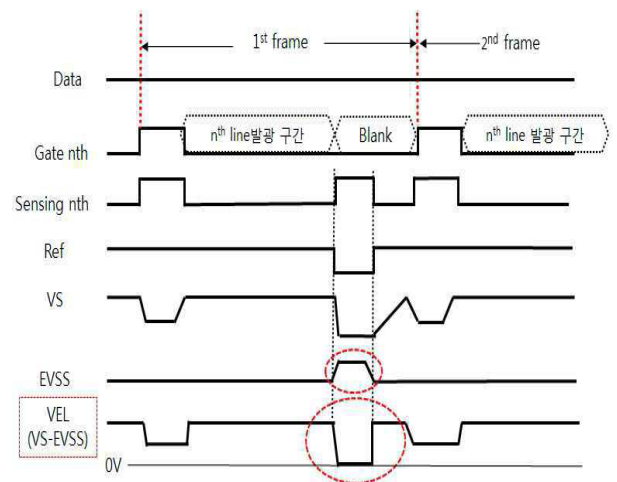 1st frame
2nd frame
Data
nth line발광 구간
Blank
nth line 발광 구간
Gate nth
Sensing nth
Ref
VS
EVSS
VEL
(VS-EVSS)
0V